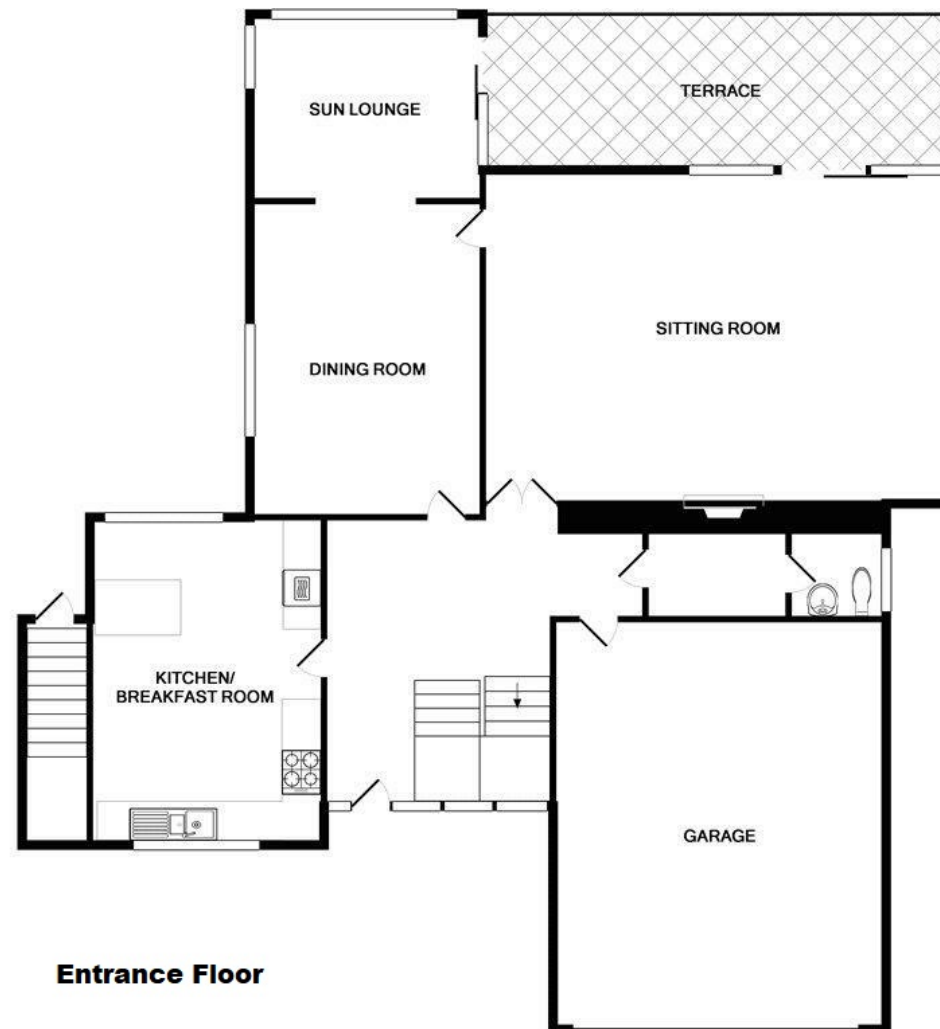 SUN LOUNGE
TERRACE
SITTING ROOM
DINING ROOM
KITCHEN/
BREAKFAST ROOM
GARAGE
Entrance Floor